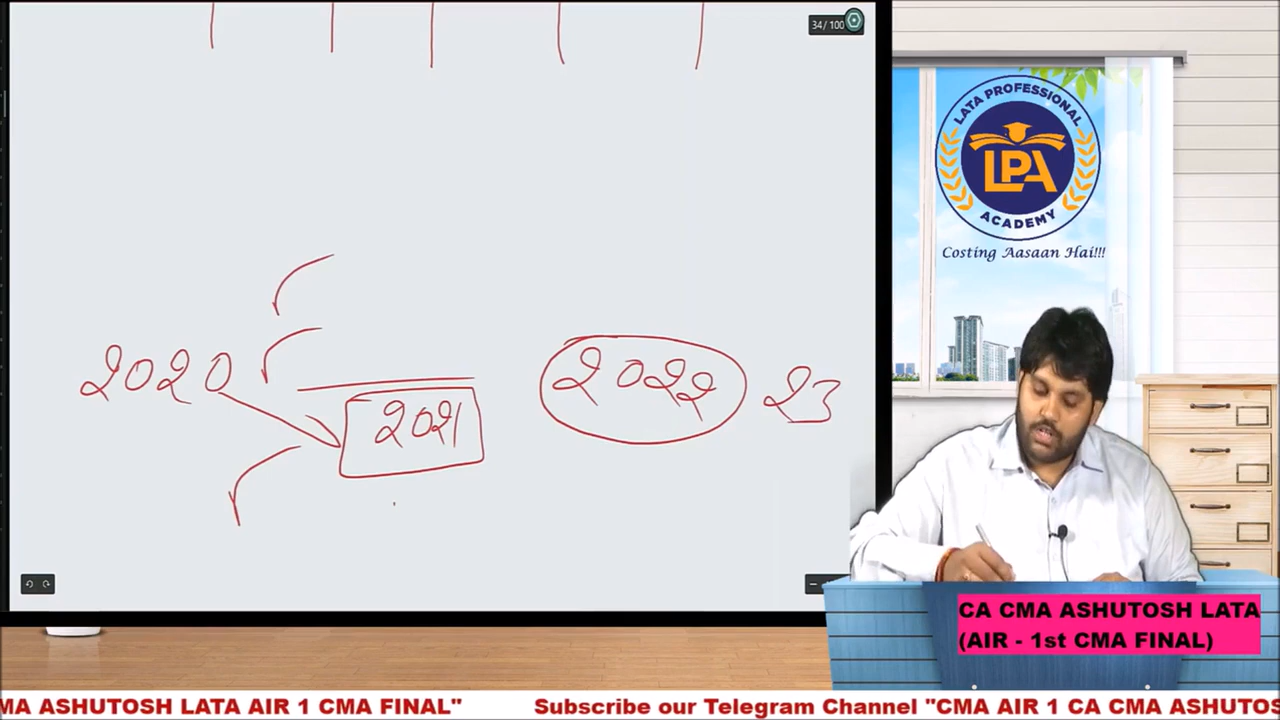 34/ 100
LATA PROFESSIONAL
LPA
ACADEMY
Costing Aasaan Hai!!!
2020
2021
2022
23
CA CMA ASHUTOSH LATA
(AIR - 1st CMA FINAL)
MA ASHUTOSH LATA AIR 1 CMA FINAL" Subscribe our Telegram Channel "CMA AIR 1 CA CMA ASHUTOS